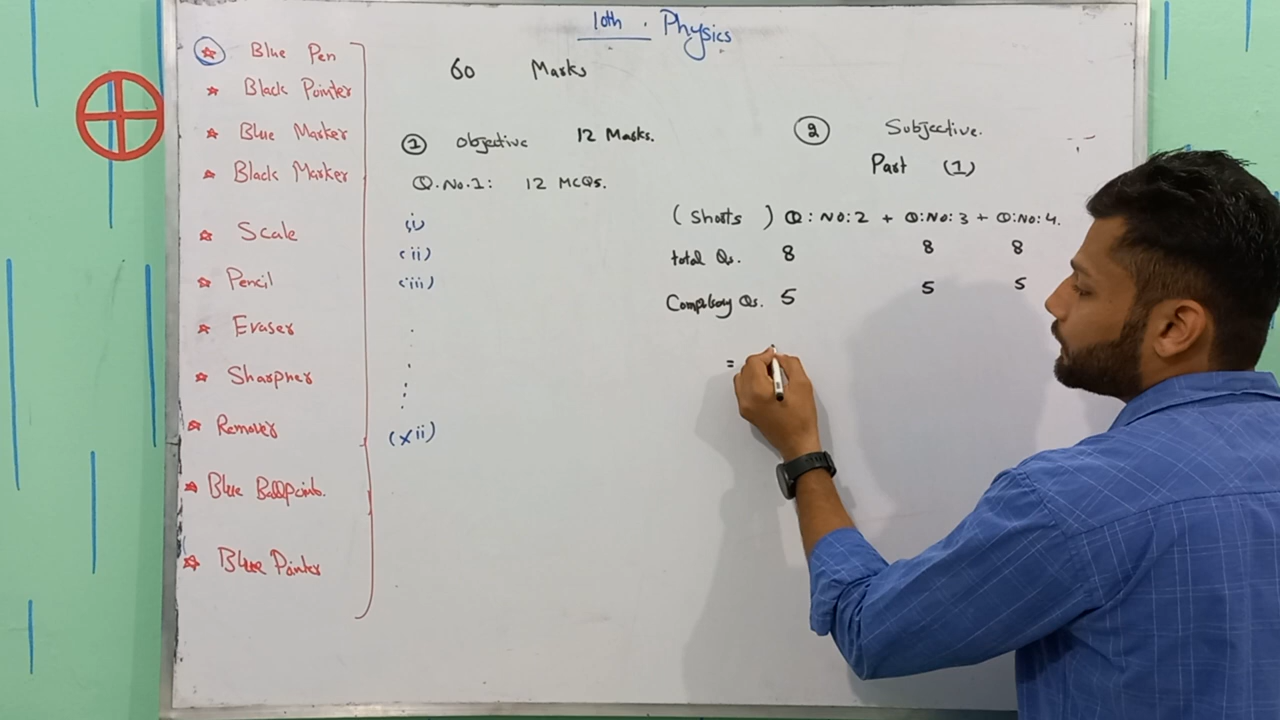 10th . Physics
60 Marks
☆ Blue Pen
☆ Black Pointer
☆ Blue Marker
☆ Black Marker
☆ Scale
☆ Pencil
☆ Eraser
☆ Sharpner
☆ Remover
☆ Blue Ballpoint.
☆ Blue Pointer
① Objective 12 Marks.
Q.No.1: 12 MCQs.
(i)
(ii)
(iii)
(xii)
② Subjective.
Part (1)
(Shorts) Q:No:2 + Q:No:3 + Q:No:4.
total Qs. 8 8 8
Compulsory Qs. 5 5 5
=